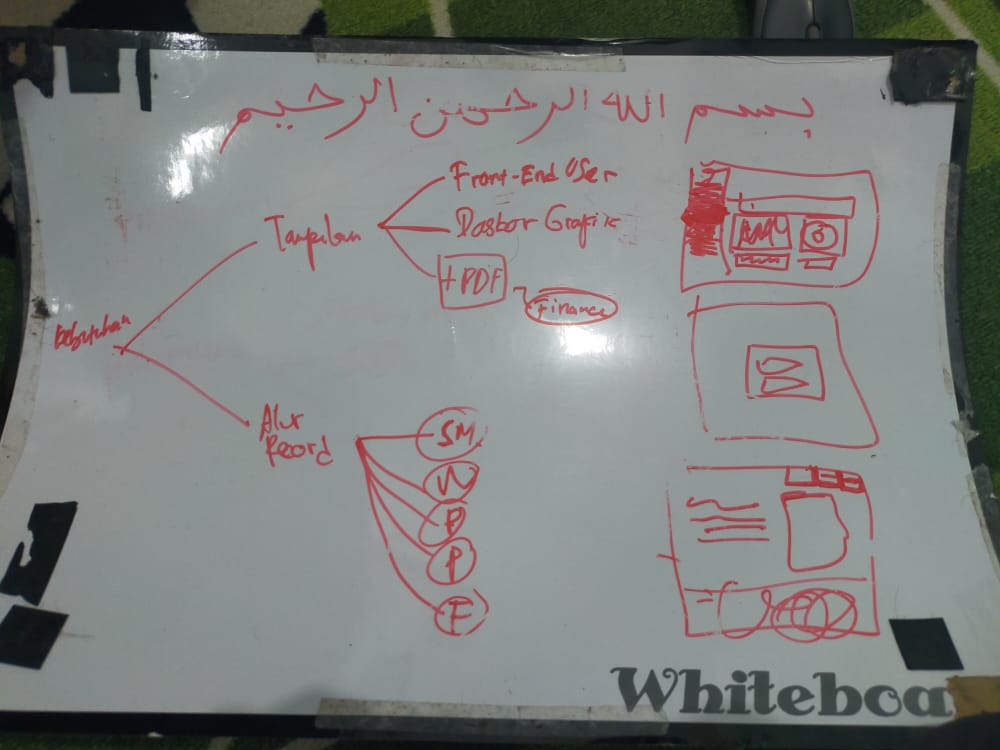 بسم الله الرحمن الرحيم
Front-End User
Tampilan
Dasbor Grafik
+PDF
Finance
Kebutuhan
Alur
Record
SM
W
B
P
F
Whiteboa